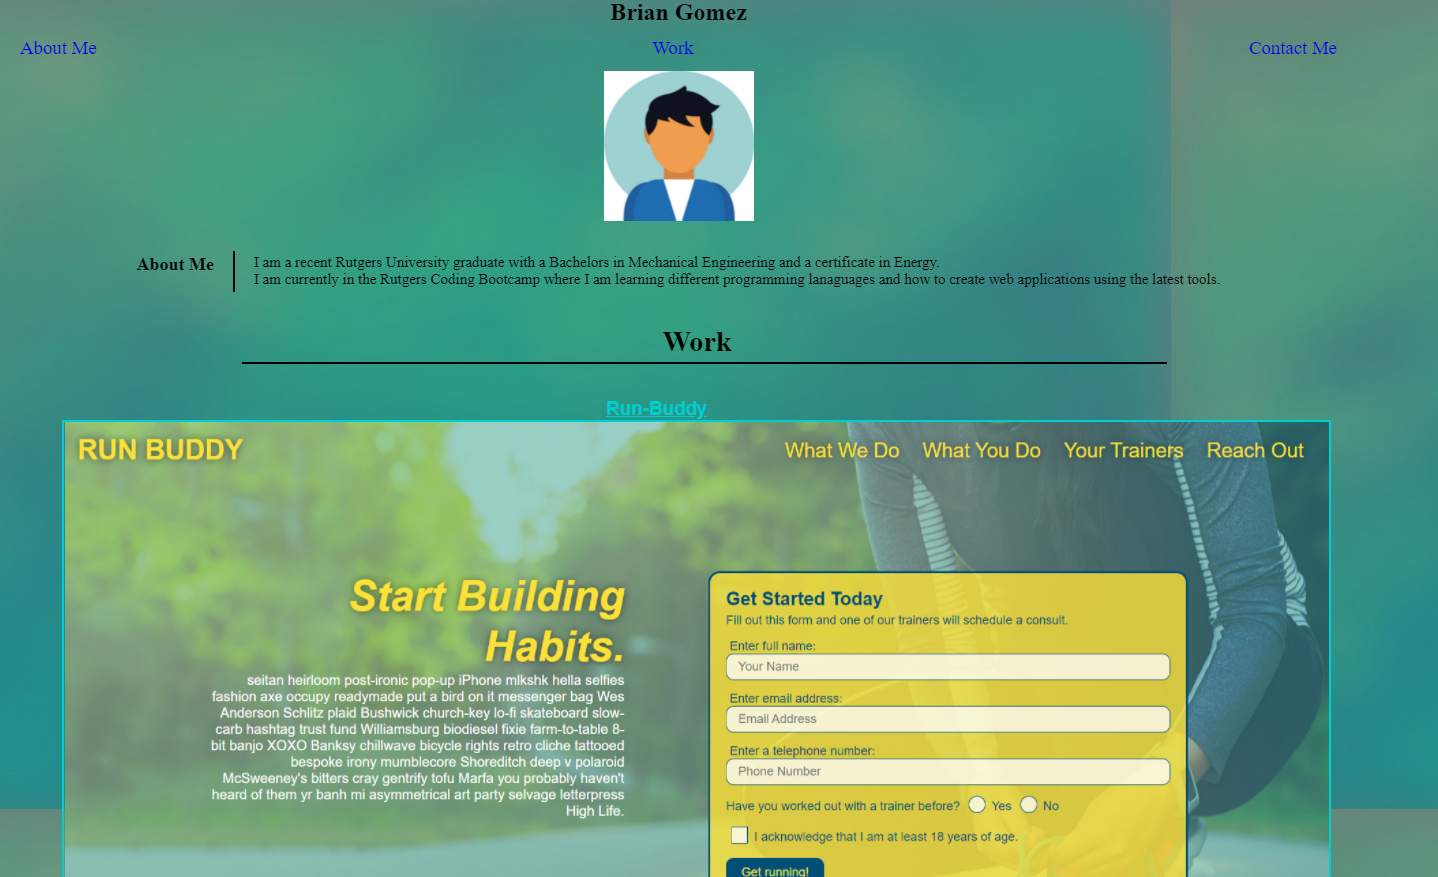 Brian Gomez
About Me
Work
Contact Me
About Me
I am a recent Rutgers University graduate with a Bachelors in Mechanical Engineering and a certificate in Energy.
I am currently in the Rutgers Coding Bootcamp where I am learning different programming lanaguages and how to create web applications using the latest tools.
Work
Run-Buddy
RUN BUDDY
What We Do
What You Do
Your Trainers
Reach Out
Start Building
Habits.
seitan heirloom post-ironic pop-up iPhone mlkshk hella selfies
fashion axe occupy readymade put a bird on it messenger bag Wes
Anderson Schlitz plaid Bushwick church-key lo-fi skateboard slow-
carb hashtag trust fund Williamsburg biodiesel fixie farm-to-table 8-
bit banjo XOXO Banksy chillwave bicycle rights retro cliche tattooed
bespoke irony mumblecore Shoreditch deep v polaroid
McSweeney's bitters cray gentrify tofu Marfa you probably haven't
heard of them yr banh mi asymmetrical art party selvage letterpress
High Life.
Get Started Today
Fill out this form and one of our trainers will schedule a consult.
Enter full name:
Your Name
Enter email address:
Email Address
Enter a telephone number:
Phone Number
Have you worked out with a trainer before? Yes No
I acknowledge that I am at least 18 years of age.
Get running!